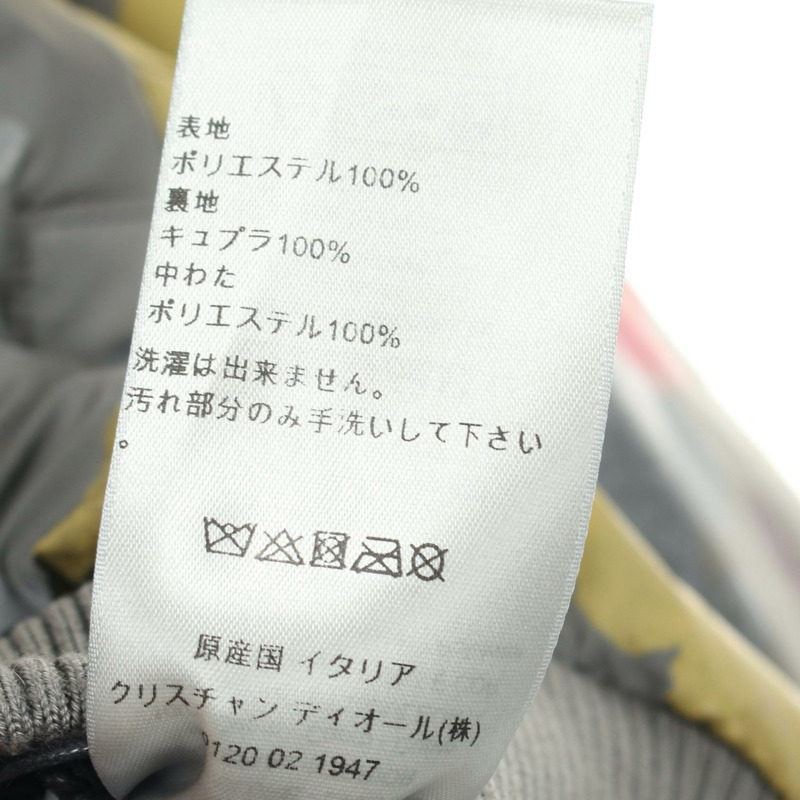 表地
ポリエステル100%
裏地
キュプラ100%
中わた
ポリエステル100%
洗濯は出来ません。
汚れ部分のみ手洗いして下さい
。
原産国 イタリア
クリスチャン ディオール(株)
0120 02 1947